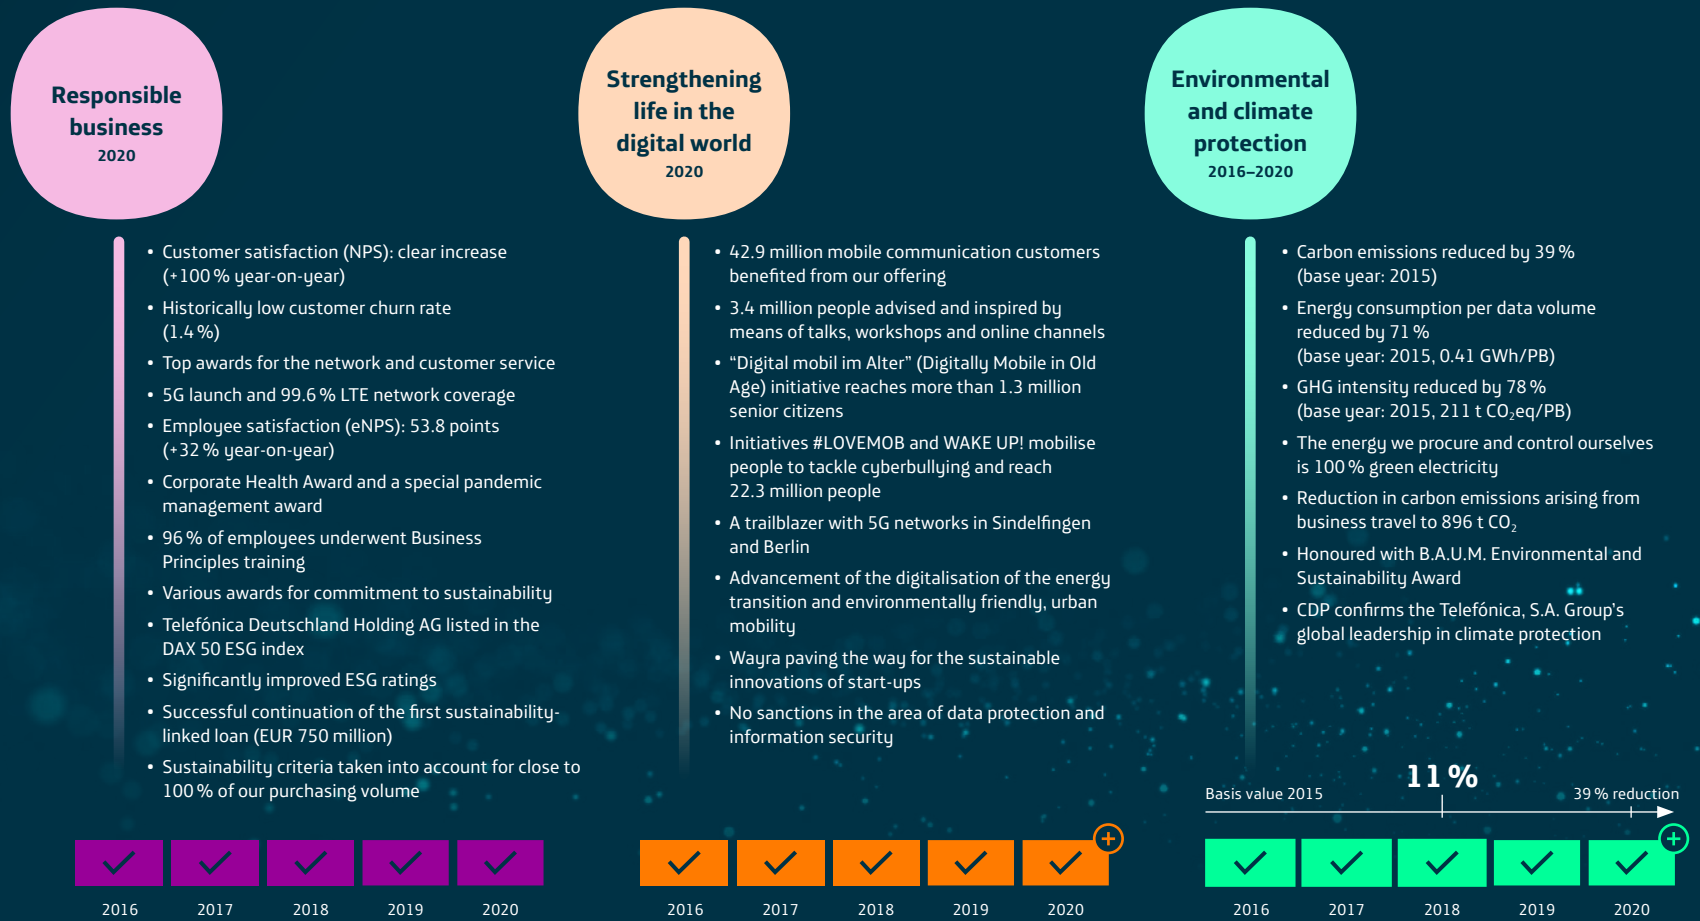 Responsible
business
2020
• Customer satisfaction (NPS): clear increase
(+100 % year-on-year)
• Historically low customer churn rate
(1.4 %)
• Top awards for the network and customer service
• 5G launch and 99.6 % LTE network coverage
• Employee satisfaction (eNPS): 53.8 points
(+32 % year-on-year)
• Corporate Health Award and a special pandemic
management award
• 96 % of employees underwent Business
Principles training
• Various awards for commitment to sustainability
• Telefónica Deutschland Holding AG listed in the
DAX 50 ESG index
• Significantly improved ESG ratings
• Successful continuation of the first sustainability-
linked loan (EUR 750 million)
• Sustainability criteria taken into account for close to
100 % of our purchasing volume
2016 2017 2018 2019 2020
Strengthening
life in the
digital world
2020
• 42.9 million mobile communication customers
benefited from our offering
• 3.4 million people advised and inspired by
means of talks, workshops and online channels
• “Digital mobil im Alter” (Digitally Mobile in Old
Age) initiative reaches more than 1.3 million
senior citizens
• Initiatives #LOVEMOB and WAKE UP! mobilise
people to tackle cyberbullying and reach
22.3 million people
• A trailblazer with 5G networks in Sindelfingen
and Berlin
• Advancement of the digitalisation of the energy
transition and environmentally friendly, urban
mobility
• Wayra paving the way for the sustainable
innovations of start-ups
• No sanctions in the area of data protection and
information security
2016 2017 2018 2019 2020
Environmental
and climate
protection
2016–2020
• Carbon emissions reduced by 39 %
(base year: 2015)
• Energy consumption per data volume
reduced by 71 %
(base year: 2015, 0.41 GWh/PB)
• GHG intensity reduced by 78 %
(base year: 2015, 211 t CO₂eq/PB)
• The energy we procure and control ourselves
is 100 % green electricity
• Reduction in carbon emissions arising from
business travel to 896 t CO₂
• Honoured with B.A.U.M. Environmental and
Sustainability Award
• CDP confirms the Telefónica, S.A. Group’s
global leadership in climate protection
Basis value 2015 11 % 39 % reduction
2016 2017 2018 2019 2020